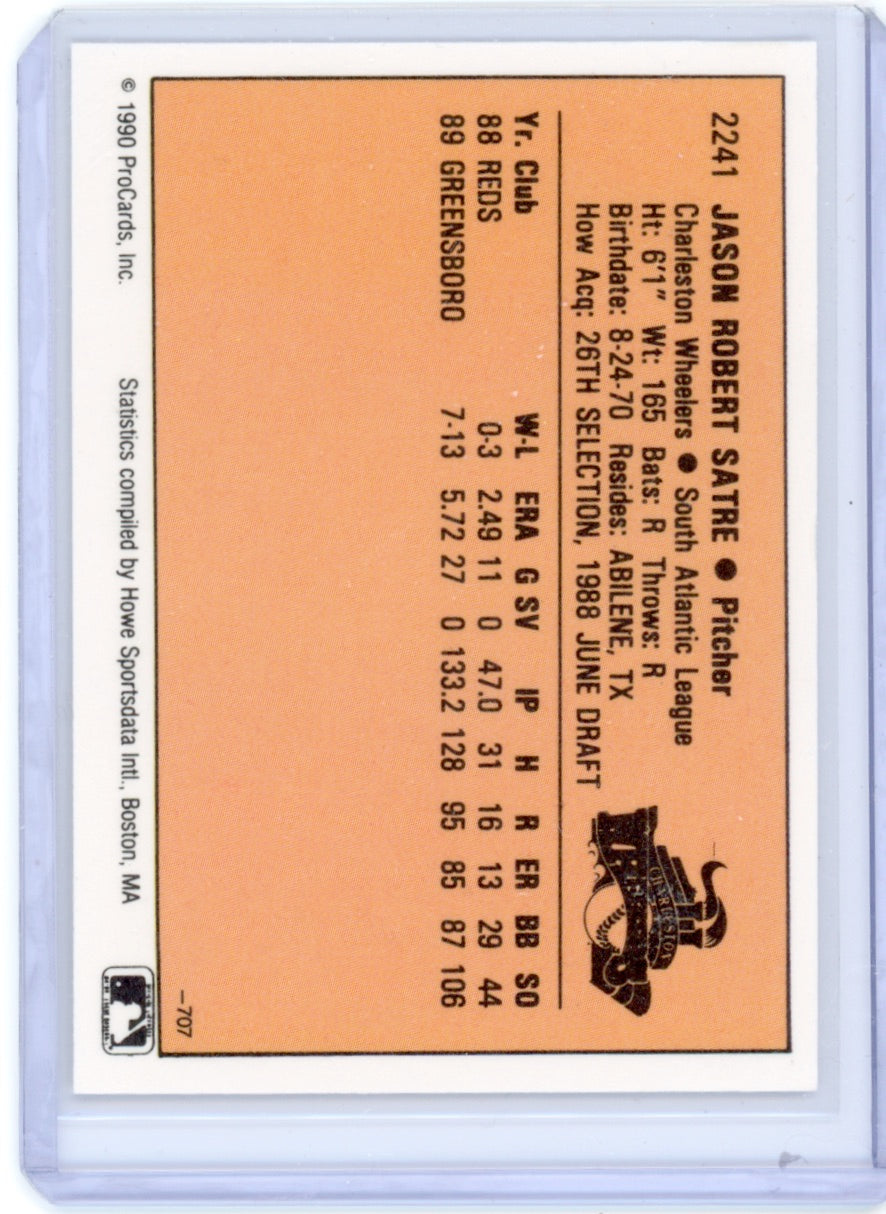 2241 JASON ROBERT SATRE ● Pitcher
Charleston Wheelers ● South Atlantic League
Ht: 6'1" Wt: 165 Bats: R Throws: R
Birthdate: 8-24-70 Resides: ABILENE, TX
How Acq: 26TH SELECTION, 1988 JUNE DRAFT
CHARLESTON
Yr. Club W-L ERA G SV IP H R ER BB SO
88 REDS 0-3 2.49 11 0 47.0 31 16 13 29 44
89 GREENSBORO 7-13 5.72 27 0 133.2 128 95 85 87 106
–707
© 1990 ProCards, Inc. Statistics compiled by Howe Sportsdata Intl., Boston, MA